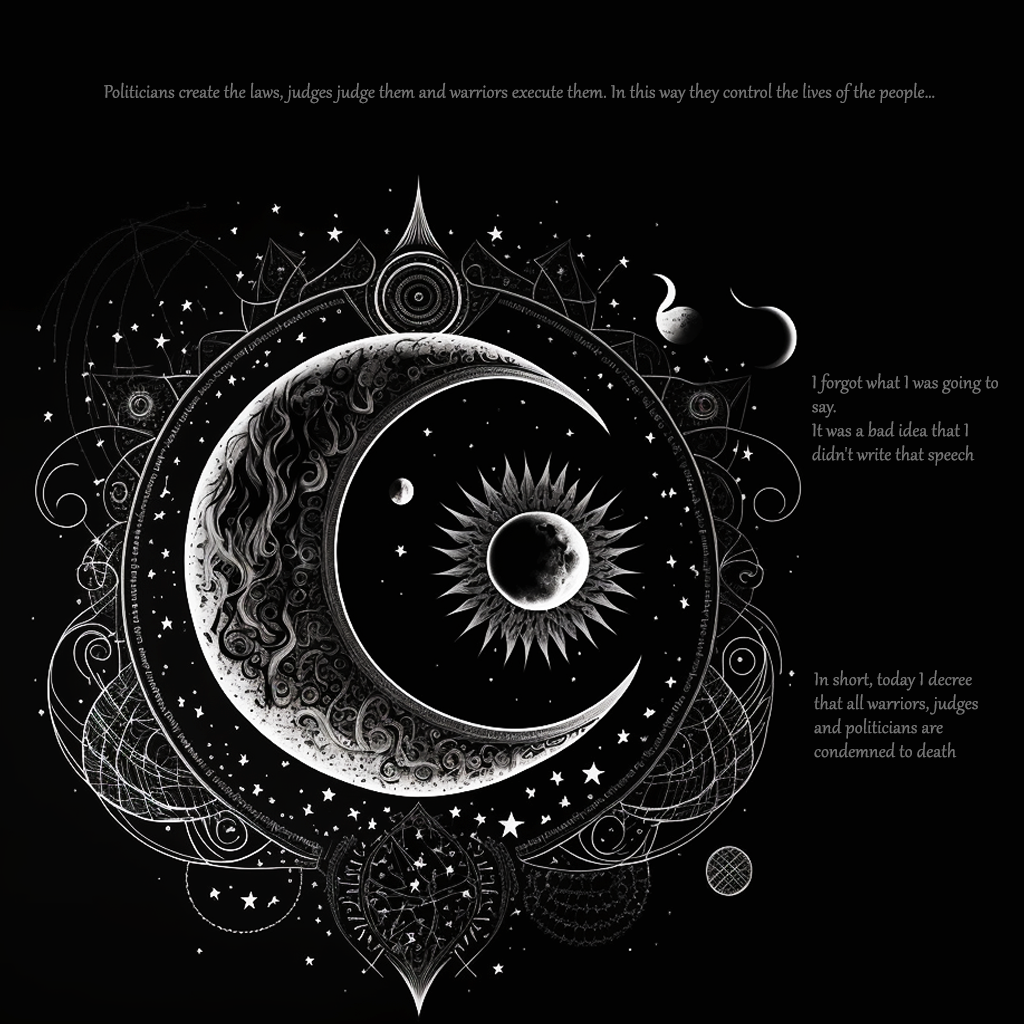 Politicians create the laws, judges judge them and warriors execute them. In this way they control the lives of the people...
I forgot what I was going to
say.
It was a bad idea that I
didn't write that speech
In short, today I decree
that all warriors, judges
and politicians are
condemned to death